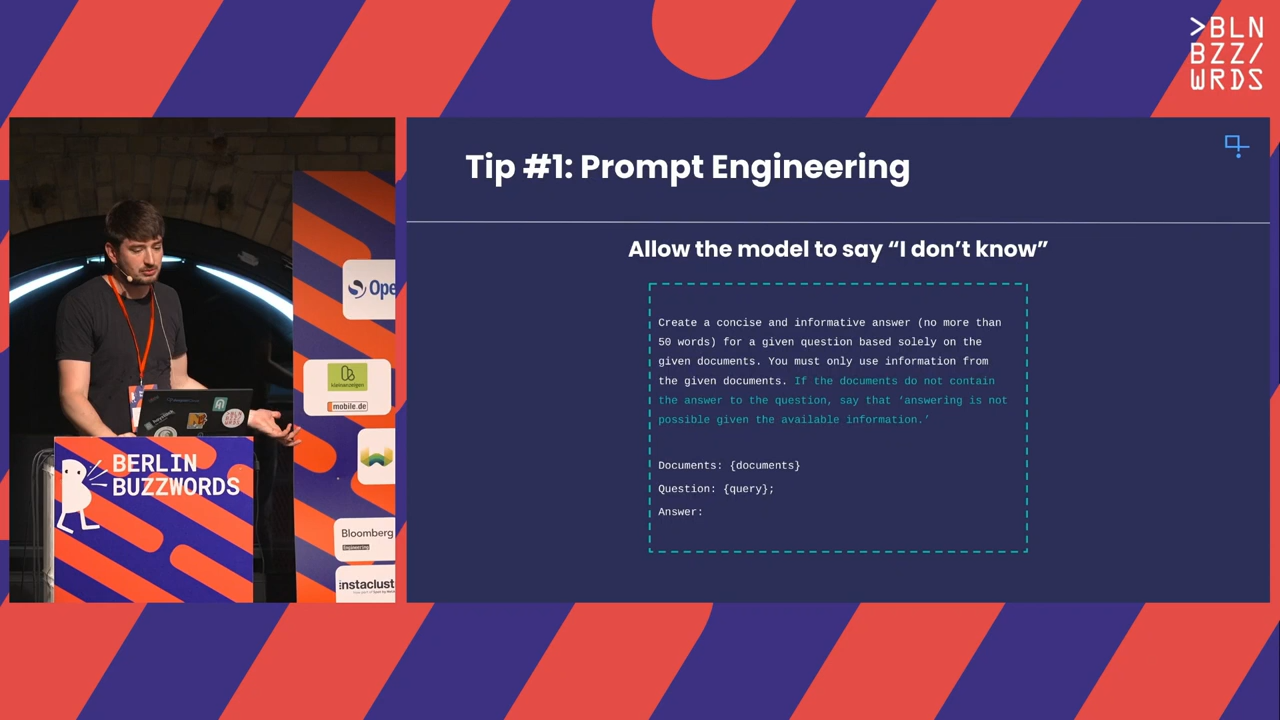 >BLN
BZZ/
WRDS
Tip #1: Prompt Engineering
Allow the model to say “I don’t know”
Create a concise and informative answer (no more than
50 words) for a given question based solely on the
given documents. You must only use information from
the given documents. If the documents do not contain
the answer to the question, say that ‘answering is not
possible given the available information.’
Documents: {documents}
Question: {query};
Answer:
Ope
kleinanzeigen
mobile.de
BERLIN
BUZZWORDS
Bloomberg
Engineering
instaclust